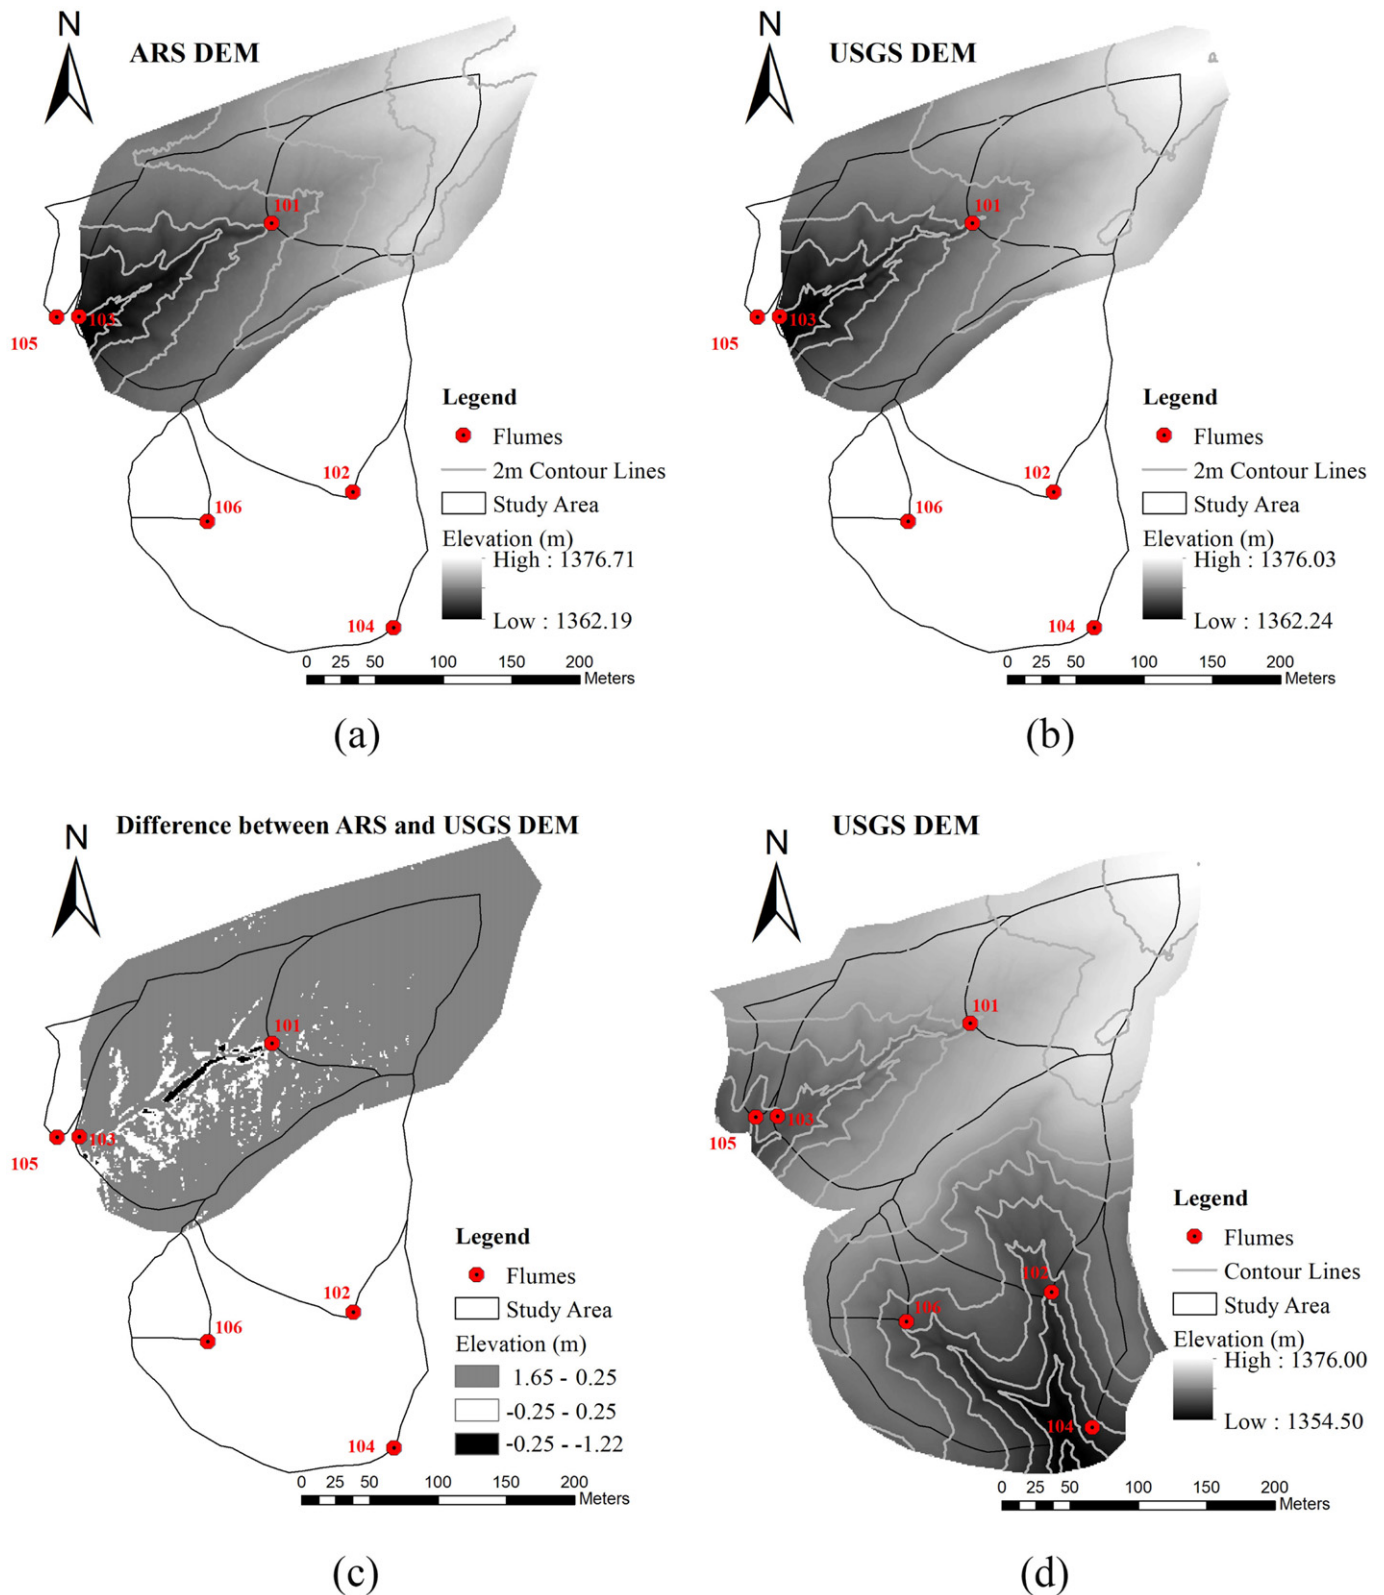 N
ARS DEM
101
103
105
102
106
104
Legend
Flumes
2m Contour Lines
Study Area
Elevation (m)
High : 1376.71
Low : 1362.19
0 25 50 100 150 200
Meters
(a)
N
USGS DEM
101
103
105
102
106
104
Legend
Flumes
2m Contour Lines
Study Area
Elevation (m)
High : 1376.03
Low : 1362.24
0 25 50 100 150 200
Meters
(b)
Difference between ARS and USGS DEM
N
101
103
105
102
106
104
Legend
Flumes
Study Area
Elevation (m)
1.65 - 0.25
-0.25 - 0.25
-0.25 - -1.22
0 25 50 100 150 200
Meters
(c)
USGS DEM
N
101
103
105
102
106
104
Legend
Flumes
Contour Lines
Study Area
Elevation (m)
High : 1376.00
Low : 1354.50
0 25 50 100 150 200
Meters
(d)